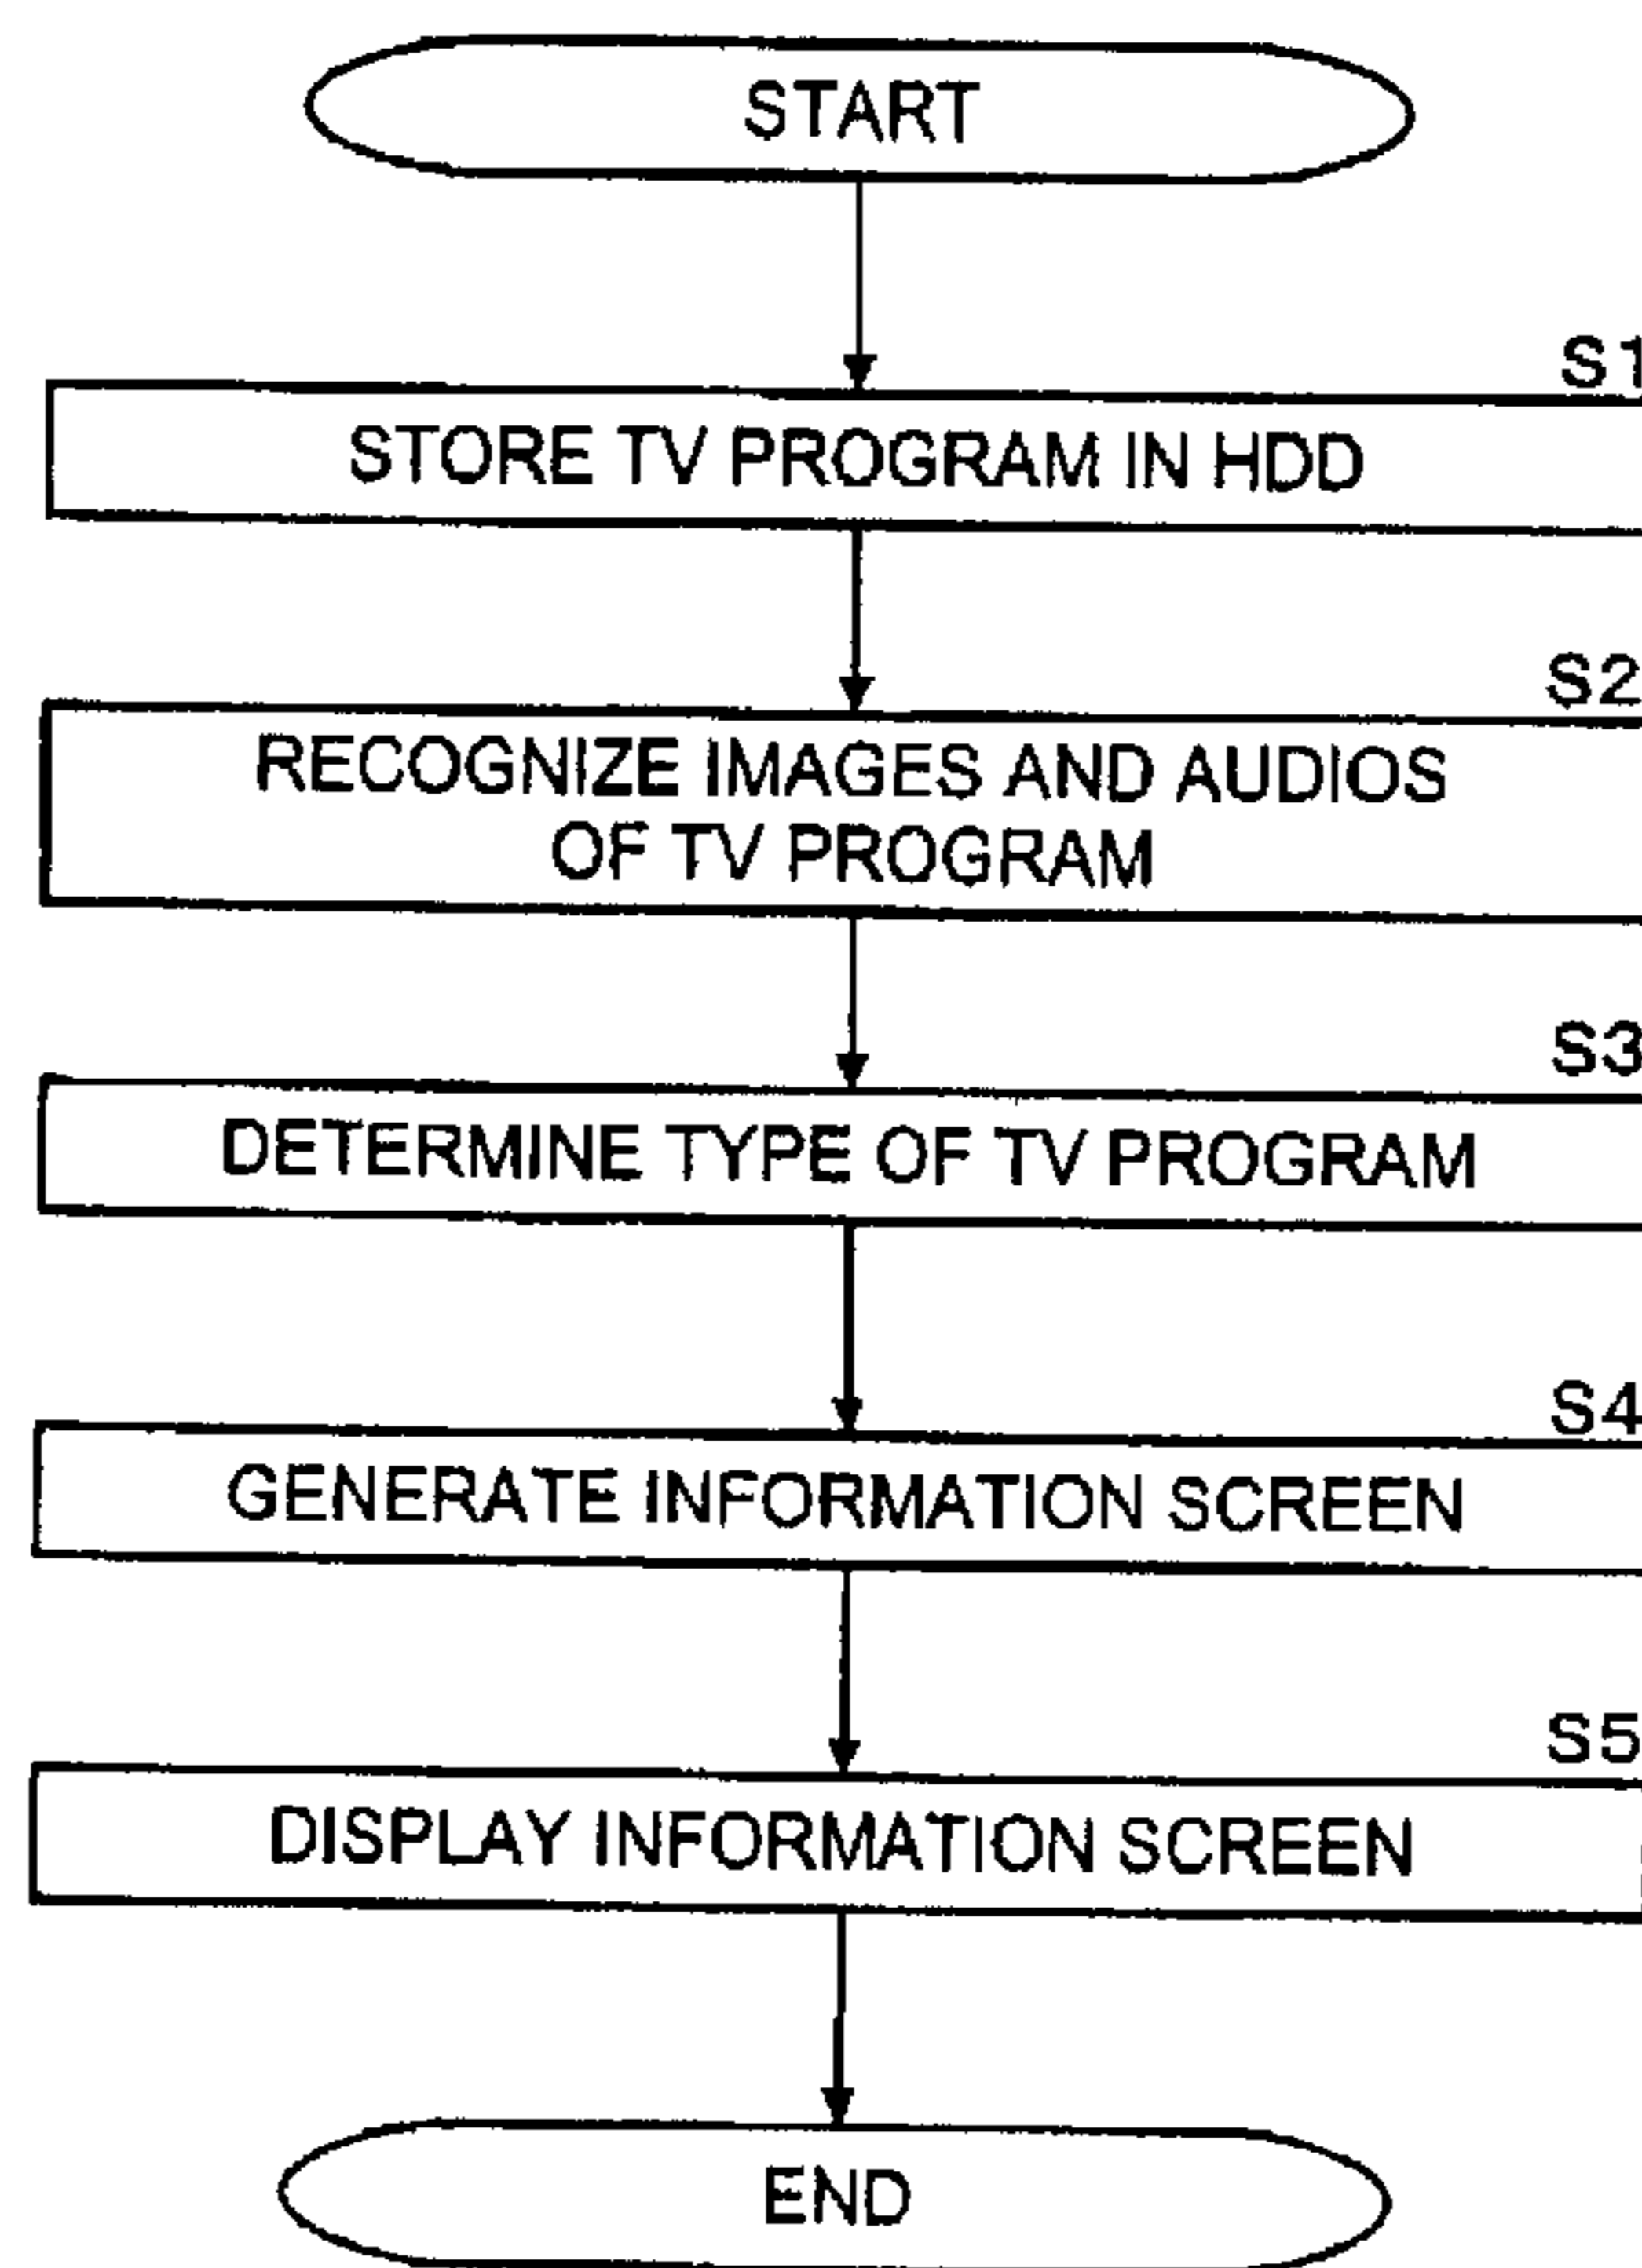 START
S1
STORE TV PROGRAM IN HDD
S2
RECOGNIZE IMAGES AND AUDIOS
OF TV PROGRAM
S3
DETERMINE TYPE OF TV PROGRAM
S4
GENERATE INFORMATION SCREEN
S5
DISPLAY INFORMATION SCREEN
END